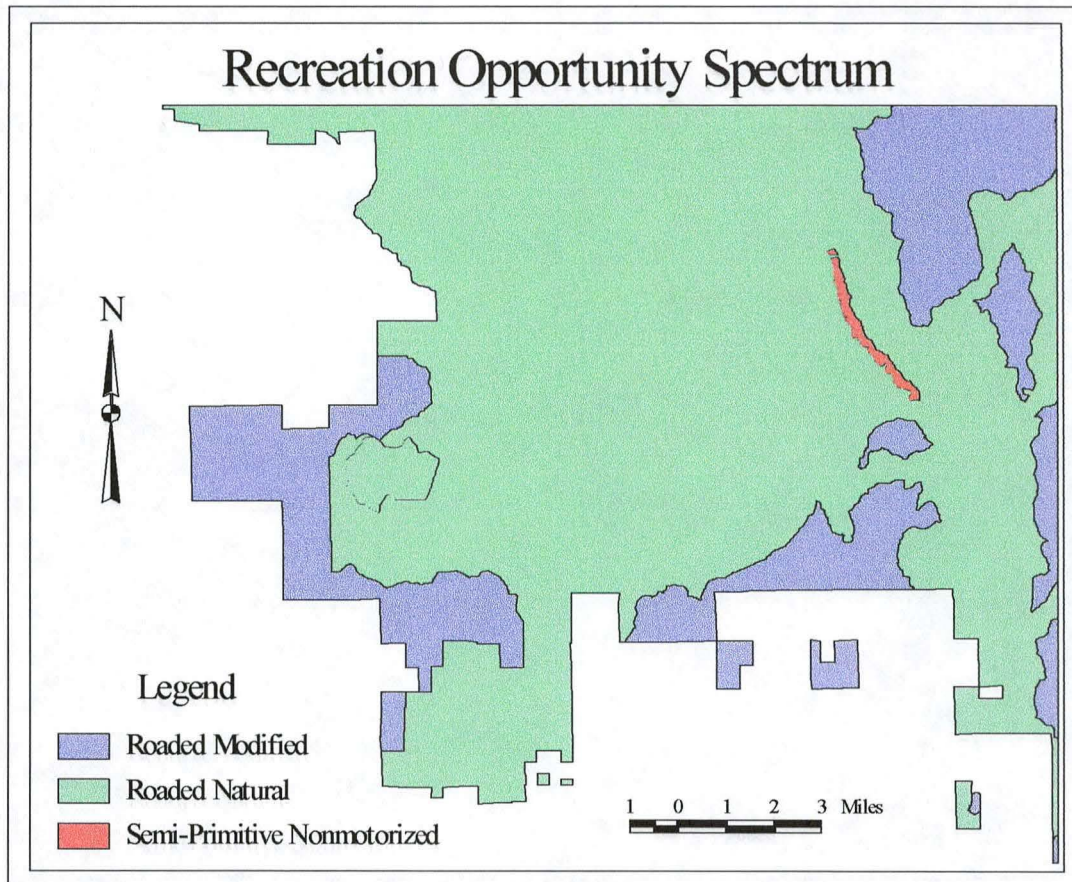 Recreation Opportunity Spectrum
N
Legend
Roaded Modified
Roaded Natural
Semi-Primitive Nonmotorized
1 0 1 2 3 Miles